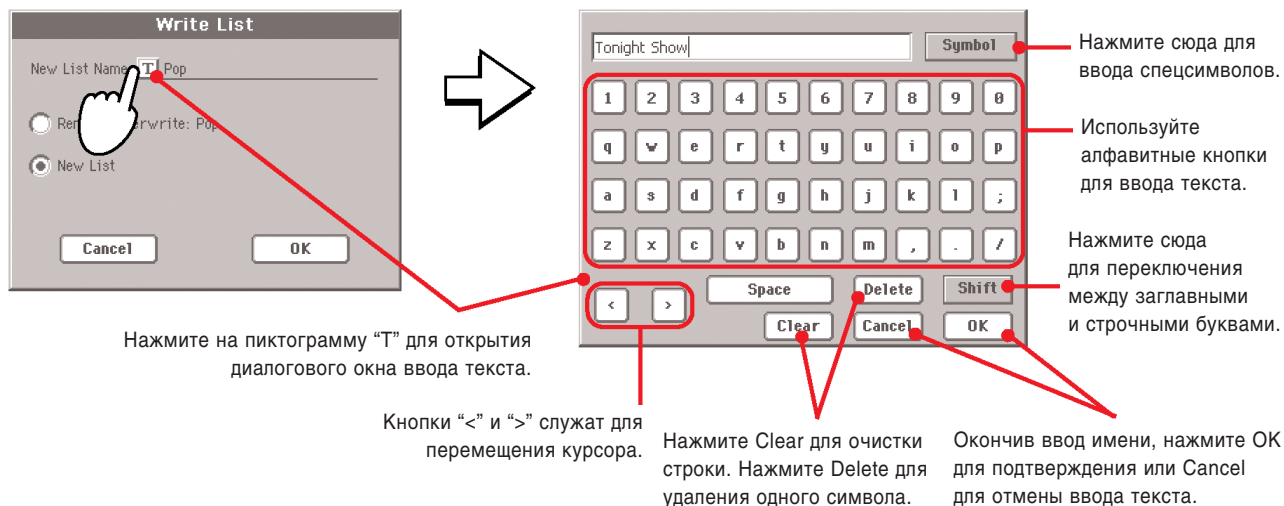 Write List
New List Name: T Pop
Rename/Overwrite: Pop
New List
Cancel OK
Нажмите на пиктограмму “T” для открытия
диалогового окна ввода текста.
Tonight Show
Symbol
1 2 3 4 5 6 7 8 9 0
q w e r t y u i o p
a s d f g h j k l ;
z x c v b n m , . /
< > Space Delete Shift
Clear Cancel OK
Нажмите сюда для
ввода спецсимволов.
Используйте
алфавитные кнопки
для ввода текста.
Нажмите сюда
для переключения
между заглавными
и строчными буквами.
Кнопки “<” и “>” служат для
перемещения курсора.
Нажмите Clear для очистки
строки. Нажмите Delete для
удаления одного символа.
Окончив ввод имени, нажмите OK
для подтверждения или Cancel
для отмены ввода текста.